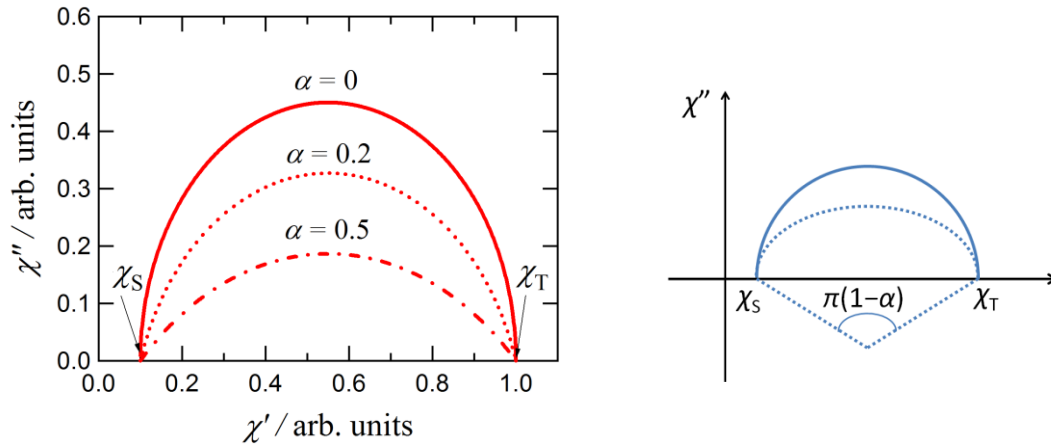 0.6
0.5
0.4
0.3
0.2
0.1
0.0
χ″ / arb. units
α = 0
α = 0.2
α = 0.5
χS
χT
0.0 0.2 0.4 0.6 0.8 1.0
χ′ / arb. units
χ″
χS
π(1−α)
χT